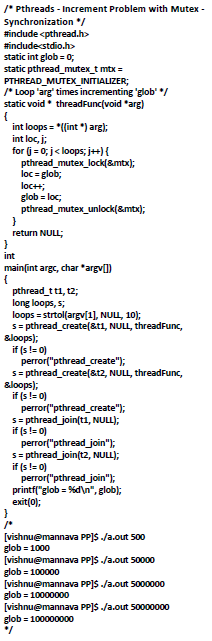 /* Pthreads - Increment Problem with Mutex -
Synchronization */
#include <pthread.h>
#include<stdio.h>
static int glob = 0;
static pthread_mutex_t mtx =
PTHREAD_MUTEX_INITIALIZER;
/* Loop 'arg' times incrementing 'glob' */
static void *  threadFunc(void *arg)
{
    int loops = *((int *) arg);
    int loc, j;
    for (j = 0; j < loops; j++) {
        pthread_mutex_lock(&mtx);
        loc = glob;
        loc++;
        glob = loc;
        pthread_mutex_unlock(&mtx);
    }
    return NULL;
}
int
main(int argc, char *argv[])
{
    pthread_t t1, t2;
    long loops, s;
    loops = strtol(argv[1], NULL, 10);
    s = pthread_create(&t1, NULL, threadFunc,
&loops);
    if (s != 0)
        perror("pthread_create");
    s = pthread_create(&t2, NULL, threadFunc,
&loops);
    if (s != 0)
        perror("pthread_create");
    s = pthread_join(t1, NULL);
    if (s != 0)
        perror("pthread_join");
    s = pthread_join(t2, NULL);
    if (s != 0)
        perror("pthread_join");
    printf("glob = %d\n", glob);
    exit(0);
}
/*
[vishnu@mannava PP]$ ./a.out 500
glob = 1000
[vishnu@mannava PP]$ ./a.out 50000
glob = 100000
[vishnu@mannava PP]$ ./a.out 5000000
glob = 10000000
[vishnu@mannava PP]$ ./a.out 50000000
glob = 100000000
*/